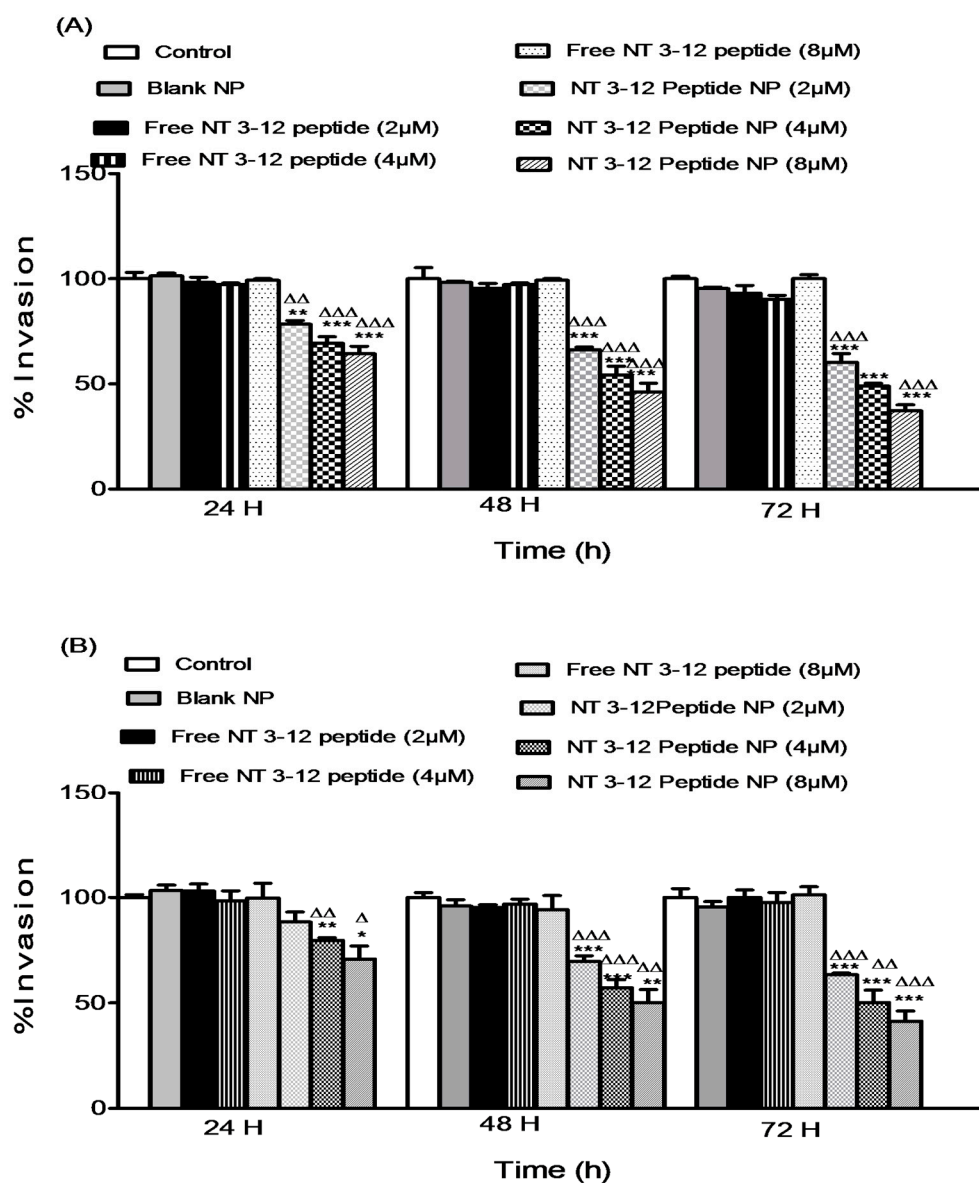 (A)
Control
Blank NP
Free NT 3-12 peptide (2µM)
Free NT 3-12 peptide (4µM)
Free NT 3-12 peptide (8µM)
NT 3-12 Peptide NP (2µM)
NT 3-12 Peptide NP (4µM)
NT 3-12 Peptide NP (8µM)
150
100
50
0
% Invasion
ΔΔ
**
ΔΔΔ
***
ΔΔΔ
***
ΔΔΔ
***
ΔΔΔ
***
ΔΔΔ
***
ΔΔΔ
***
***
ΔΔΔ
***
24 H
48 H
72 H
Time (h)
(B)
Control
Blank NP
Free NT 3-12 peptide (2µM)
Free NT 3-12 peptide (4µM)
Free NT 3-12 peptide (8µM)
NT 3-12Peptide NP (2µM)
NT 3-12 Peptide NP (4µM)
NT 3-12 Peptide NP (8µM)
150
100
50
0
%Invasion
ΔΔ
**
Δ
*
ΔΔΔ
***
ΔΔΔ
***
ΔΔ
**
ΔΔΔ
***
ΔΔ
***
ΔΔΔ
***
24 H
48 H
72 H
Time (h)